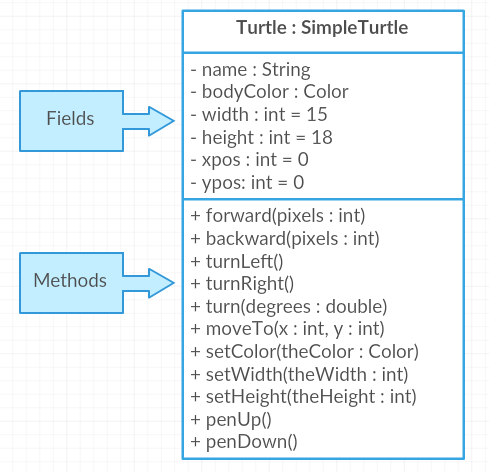 Turtle : SimpleTurtle
Fields
- name : String
- bodyColor : Color
- width : int = 15
- height : int = 18
- xpos : int = 0
- ypos: int = 0
Methods
+ forward(pixels : int)
+ backward(pixels : int)
+ turnLeft()
+ turnRight()
+ turn(degrees : double)
+ moveTo(x : int, y : int)
+ setColor(theColor : Color)
+ setWidth(theWidth : int)
+ setHeight(theHeight : int)
+ penUp()
+ penDown()